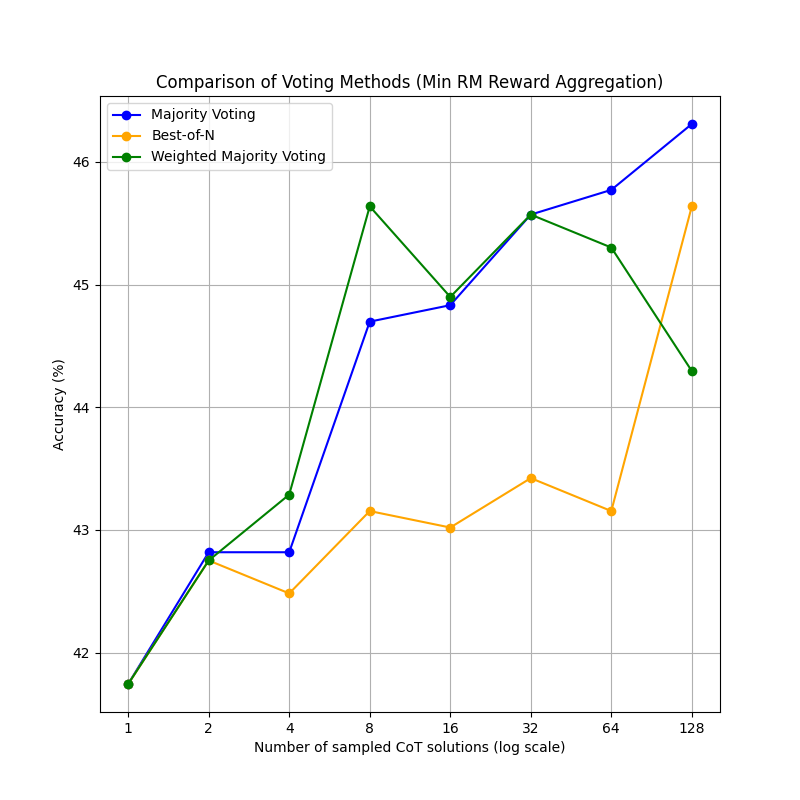 Comparison of Voting Methods (Min RM Reward Aggregation)
Majority Voting
Best-of-N
Weighted Majority Voting
46
45
44
43
42
Accuracy (%)
1 2 4 8 16 32 64 128
Number of sampled CoT solutions (log scale)